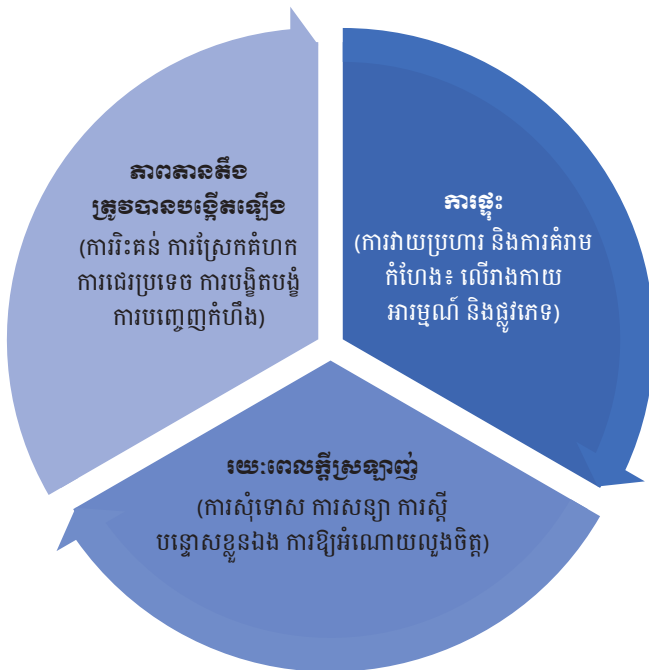 ភាពតានតឹង
ត្រូវបានបង្កើតឡើង
(ការរិះគន់ ការស្រែកគំហក
ការជេរប្រទេច ការបង្ខិតបង្ខំ
ការបញ្ចេញកំហឹង)
ការផ្ទុះ
(ការវាយប្រហារ និងការគំរាម
កំហែង៖ លើរាងកាយ
អារម្មណ៍ និងផ្លូវភេទ)
រយៈពេលក្ដីស្រឡាញ់
(ការសុំទោស ការសន្យា ការស្ដី
បន្ទោសខ្លួនឯង ការឱ្យអំណោយលួងចិត្ត)